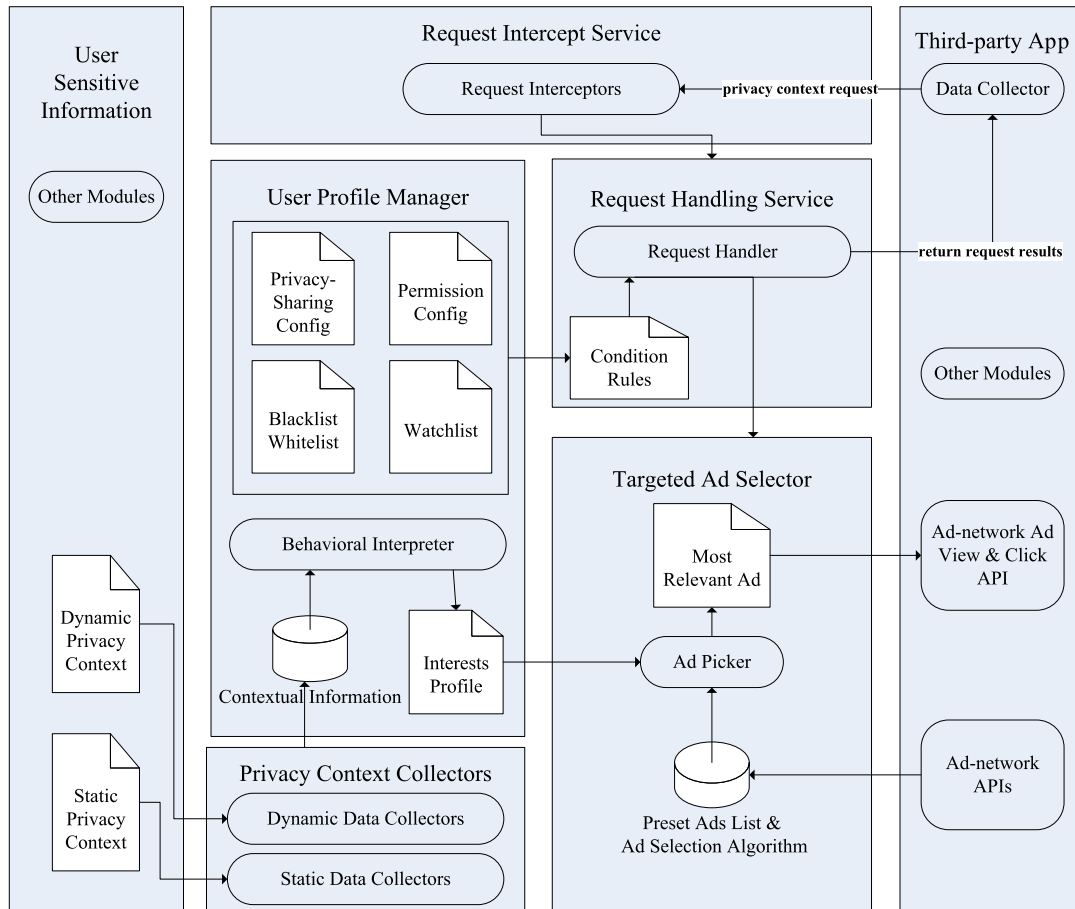 User
Sensitive
Information
Other Modules
Dynamic
Privacy
Context
Static
Privacy
Context
Request Intercept Service
Request Interceptors
privacy context request
User Profile Manager
Privacy-
Sharing
Config
Permission
Config
Blacklist
Whitelist
Watchlist
Behavioral Interpreter
Contextual Information
Interests
Profile
Privacy Context Collectors
Dynamic Data Collectors
Static Data Collectors
Request Handling Service
Request Handler
return request results
Condition
Rules
Targeted Ad Selector
Most
Relevant Ad
Ad Picker
Preset Ads List &
Ad Selection Algorithm
Third-party App
Data Collector
Other Modules
Ad-network Ad
View & Click
API
Ad-network
APIs